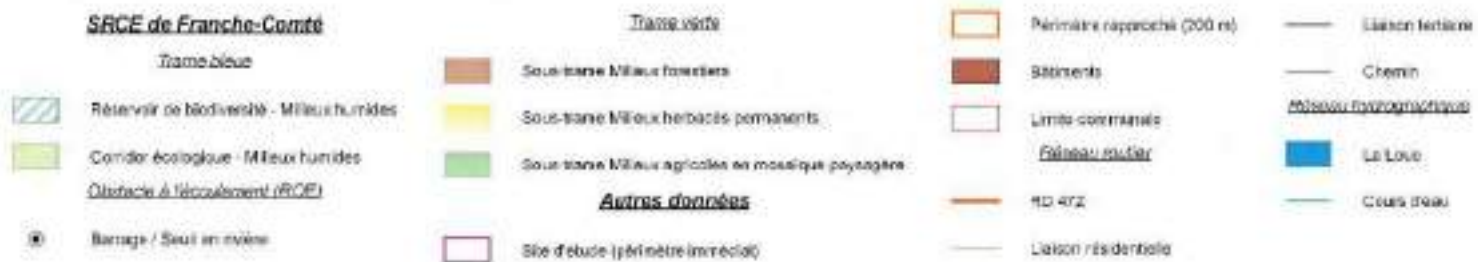 SRCE de Franche-Comté
Trame bleue
Réservoir de biodiversité - Milieux humides
Corridor écologique - Milieux humides
Obstacle à l'écoulement (ROE)
Barrage / Seuil en rivière
Trame verte
Sous-trame Milieux forestiers
Sous-trame Milieux herbacés permanents
Sous-trame Milieux agricoles en mosaïque paysagère
Autres données
Site d'étude (périmètre immédiat)
Périmètre rapproché (200 m)
Bâtiments
Limite communale
Réseau routier
RD 472
Liaison résidentielle
Liaison tertiaire
Chemin
Réseau hydrographique
La Loue
Cours d'eau